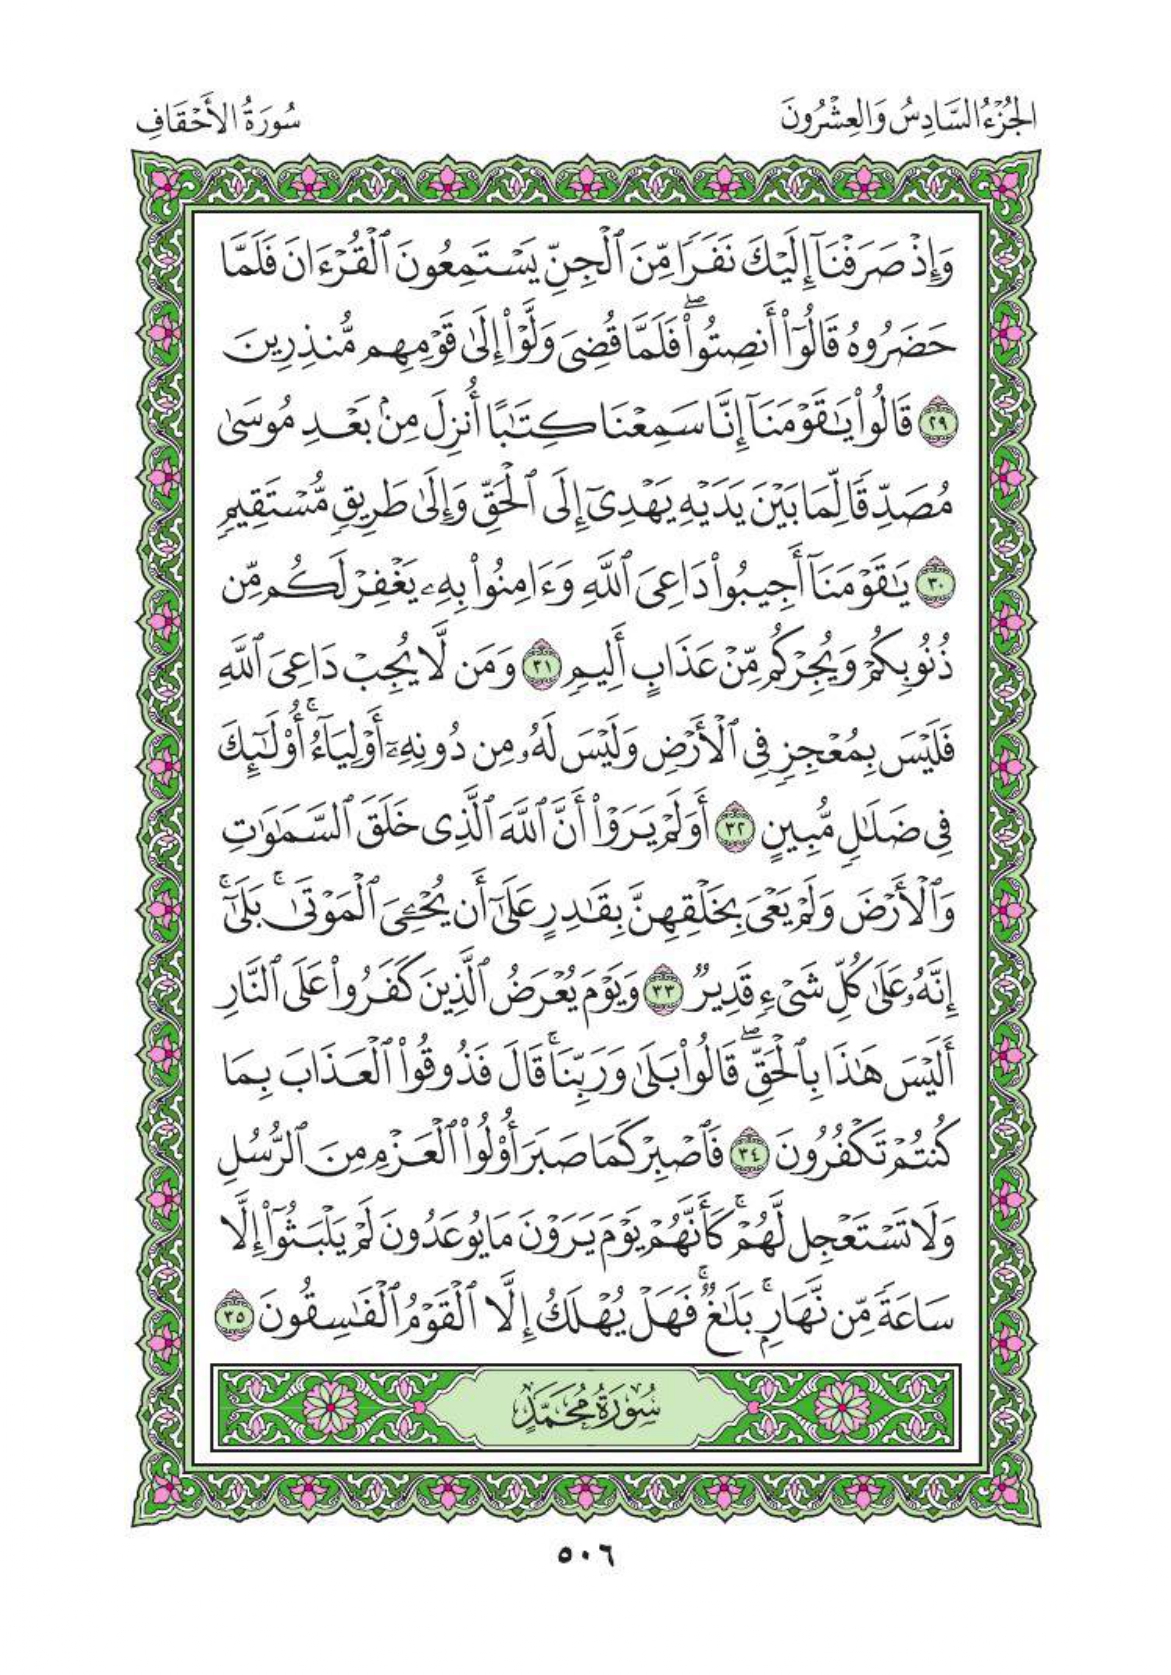 الجُزْءُ السَّادِسُ وَالعِشْرُونَ
سُورَةُ الأَحْقَافِ
وَإِذْ صَرَفْنَآ إِلَيْكَ نَفَرًا مِّنَ ٱلْجِنِّ يَسْتَمِعُونَ ٱلْقُرْءَانَ فَلَمَّا
حَضَرُوهُ قَالُوٓا۟ أَنصِتُوا۟ۖ فَلَمَّا قُضِىَ وَلَّوْا۟ إِلَىٰ قَوْمِهِم مُّنذِرِينَ
٢٩ قَالُوا۟ يَـٰقَوْمَنَآ إِنَّا سَمِعْنَا كِتَـٰبًا أُنزِلَ مِنۢ بَعْدِ مُوسَىٰ
مُصَدِّقًا لِّمَا بَيْنَ يَدَيْهِ يَهْدِىٓ إِلَى ٱلْحَقِّ وَإِلَىٰ طَرِيقٍ مُّسْتَقِيمٍ
٣٠ يَـٰقَوْمَنَآ أَجِيبُوا۟ دَاعِىَ ٱللَّهِ وَءَامِنُوا۟ بِهِۦ يَغْفِرْ لَكُم مِّن
ذُنُوبِكُمْ وَيُجِرْكُم مِّنْ عَذَابٍ أَلِيمٍ ٣١ وَمَن لَّا يُجِبْ دَاعِىَ ٱللَّهِ
فَلَيْسَ بِمُعْجِزٍ فِى ٱلْأَرْضِ وَلَيْسَ لَهُۥ مِن دُونِهِۦٓ أَوْلِيَآءُۚ أُو۟لَـٰٓئِكَ
فِى ضَلَـٰلٍ مُّبِينٍ ٣٢ أَوَلَمْ يَرَوْا۟ أَنَّ ٱللَّهَ ٱلَّذِى خَلَقَ ٱلسَّمَـٰوَٰتِ
وَٱلْأَرْضَ وَلَمْ يَعْىَ بِخَلْقِهِنَّ بِقَـٰدِرٍ عَلَىٰٓ أَن يُحْـِۧىَ ٱلْمَوْتَىٰۚ بَلَىٰٓۚ
إِنَّهُۥ عَلَىٰ كُلِّ شَىْءٍ قَدِيرٌ ٣٣ وَيَوْمَ يُعْرَضُ ٱلَّذِينَ كَفَرُوا۟ عَلَى ٱلنَّارِ
أَلَيْسَ هَـٰذَا بِٱلْحَقِّۖ قَالُوا۟ بَلَىٰ وَرَبِّنَاۚ قَالَ فَذُوقُوا۟ ٱلْعَذَابَ بِمَا
كُنتُمْ تَكْفُرُونَ ٣٤ فَٱصْبِرْ كَمَا صَبَرَ أُو۟لُوا۟ ٱلْعَزْمِ مِنَ ٱلرُّسُلِ
وَلَا تَسْتَعْجِل لَّهُمْۚ كَأَنَّهُمْ يَوْمَ يَرَوْنَ مَا يُوعَدُونَ لَمْ يَلْبَثُوٓا۟ إِلَّا
سَاعَةً مِّن نَّهَارٍۭۚ بَلَـٰغٌۚ فَهَلْ يُهْلَكُ إِلَّا ٱلْقَوْمُ ٱلْفَـٰسِقُونَ ٣٥
سُورَةُ مُحَمَّدٍ
٥٠٦